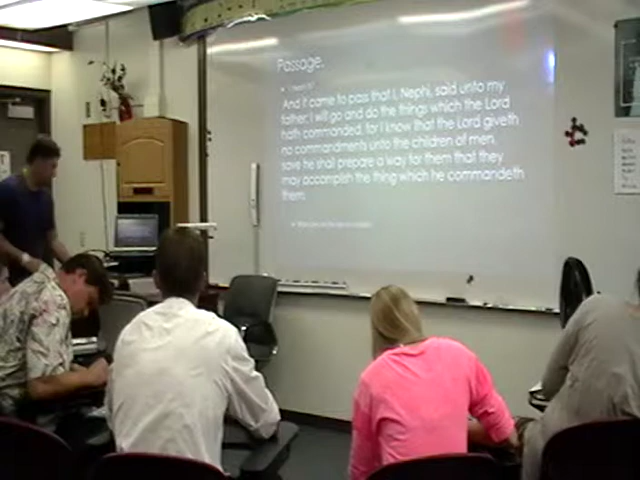 Passage.
And it came to pass that I, Nephi, said unto my
father: I will go and do the things which the Lord
hath commanded, for I know that the Lord giveth
no commandments unto the children of men,
save he shall prepare a way for them that they
may accomplish the thing which he commandeth
them.